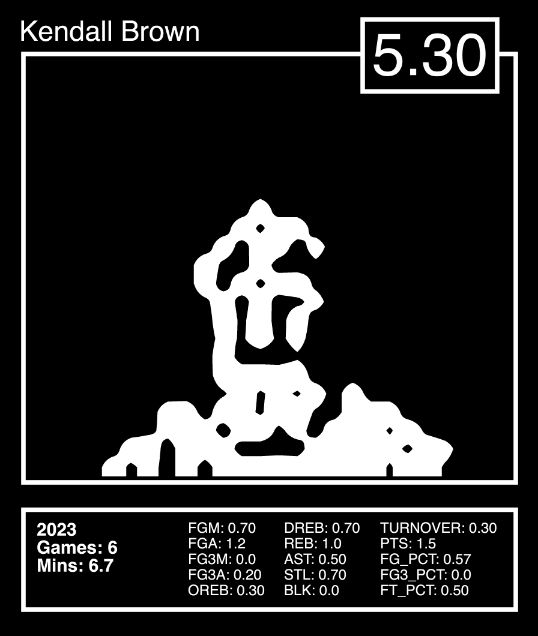 Kendall Brown
5.30
2023
Games: 6
Mins: 6.7
FGM: 0.70
FGA: 1.2
FG3M: 0.0
FG3A: 0.20
OREB: 0.30
DREB: 0.70
REB: 1.0
AST: 0.50
STL: 0.70
BLK: 0.0
TURNOVER: 0.30
PTS: 1.5
FG_PCT: 0.57
FG3_PCT: 0.0
FT_PCT: 0.50